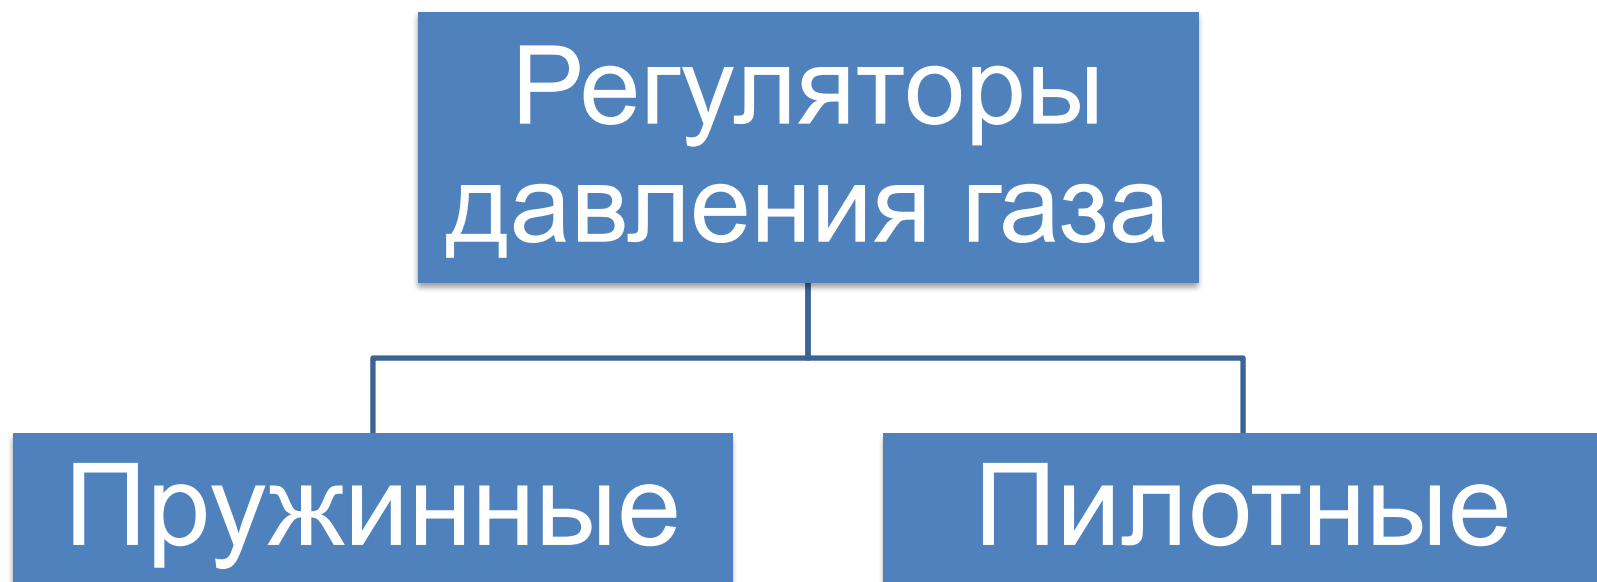 Регуляторы
давления газа
Пружинные
Пилотные